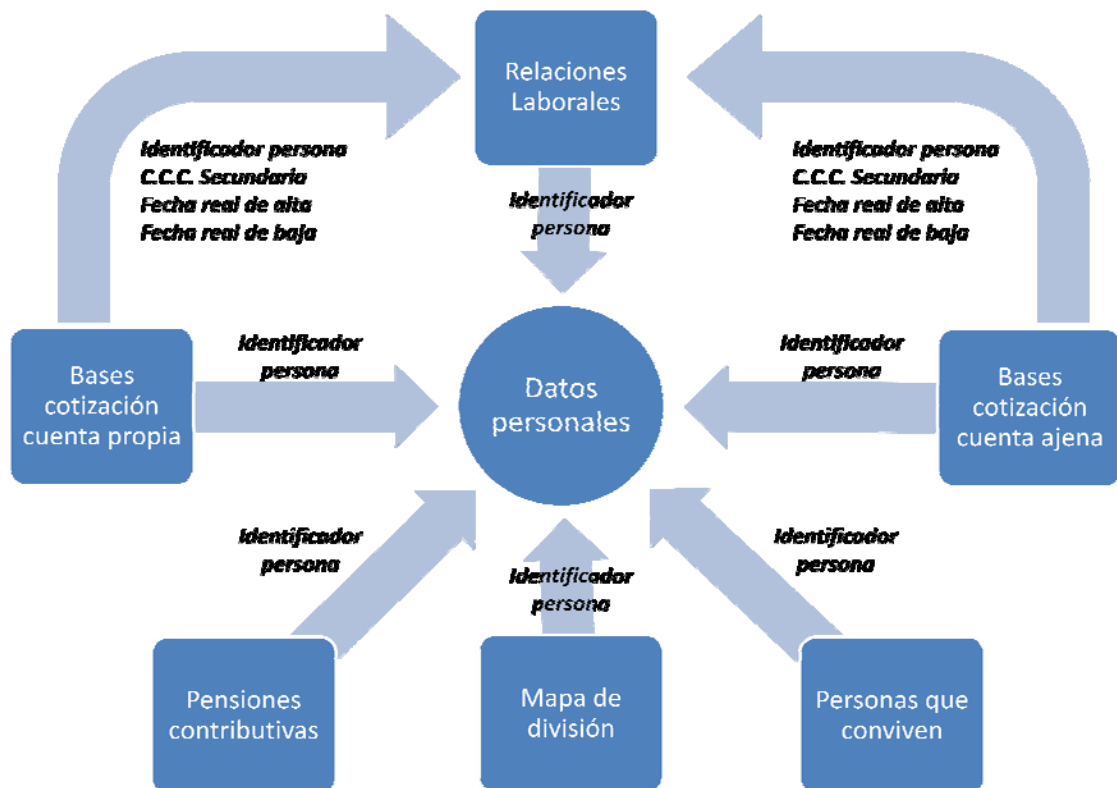 Relaciones
Laborales
Identificador persona
C.C.C. Secundaria
Fecha real de alta
Fecha real de baja
Identificador
persona
Identificador persona
C.C.C. Secundaria
Fecha real de alta
Fecha real de baja
Bases
cotización
cuenta propia
Identificador
persona
Datos
personales
Identificador
persona
Bases
cotización
cuenta ajena
Identificador
persona
Identificador
persona
Identificador
persona
Pensiones
contributivas
Mapa de
división
Personas que
conviven